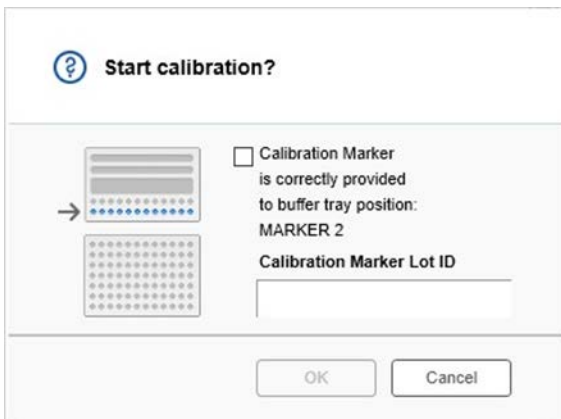 Start calibration?
Calibration Marker
is correctly provided
to buffer tray position:
MARKER 2
Calibration Marker Lot ID
OK
Cancel